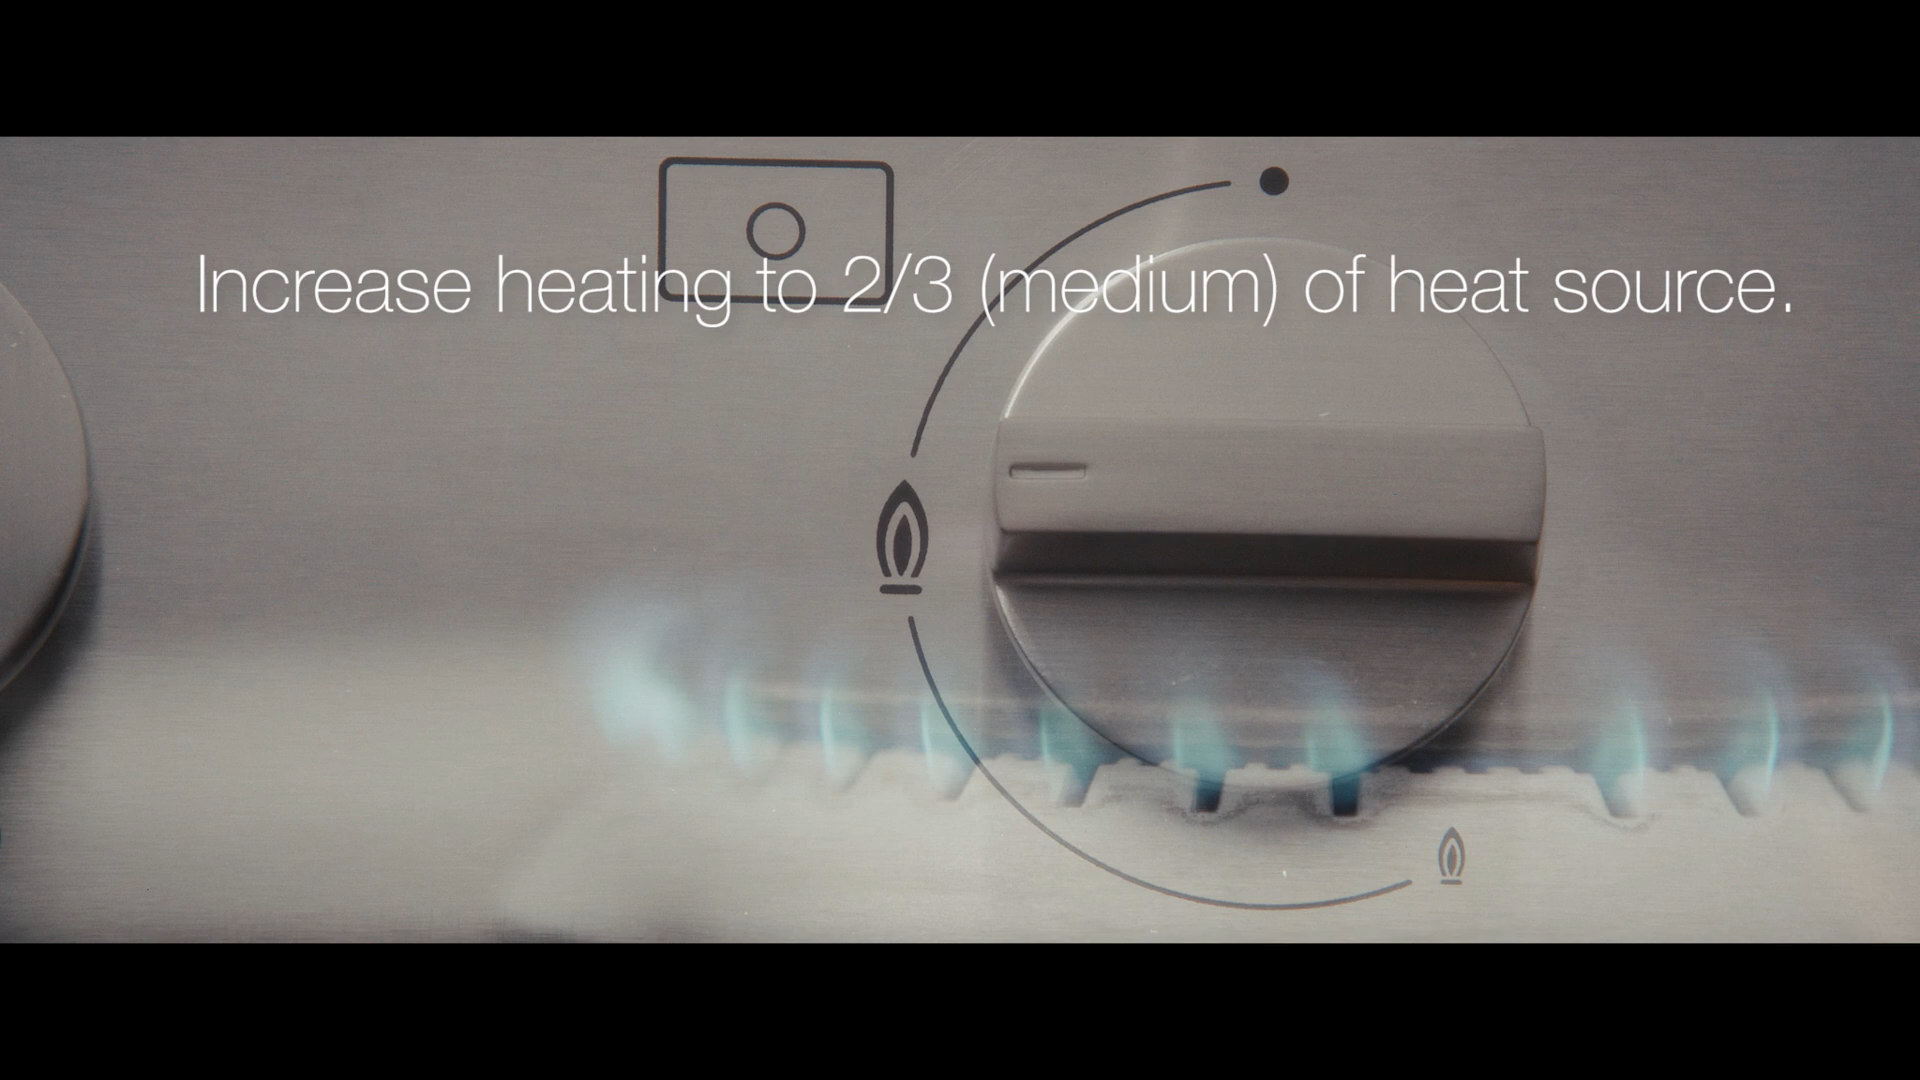 Increase heating to 2/3 (medium) of heat source.